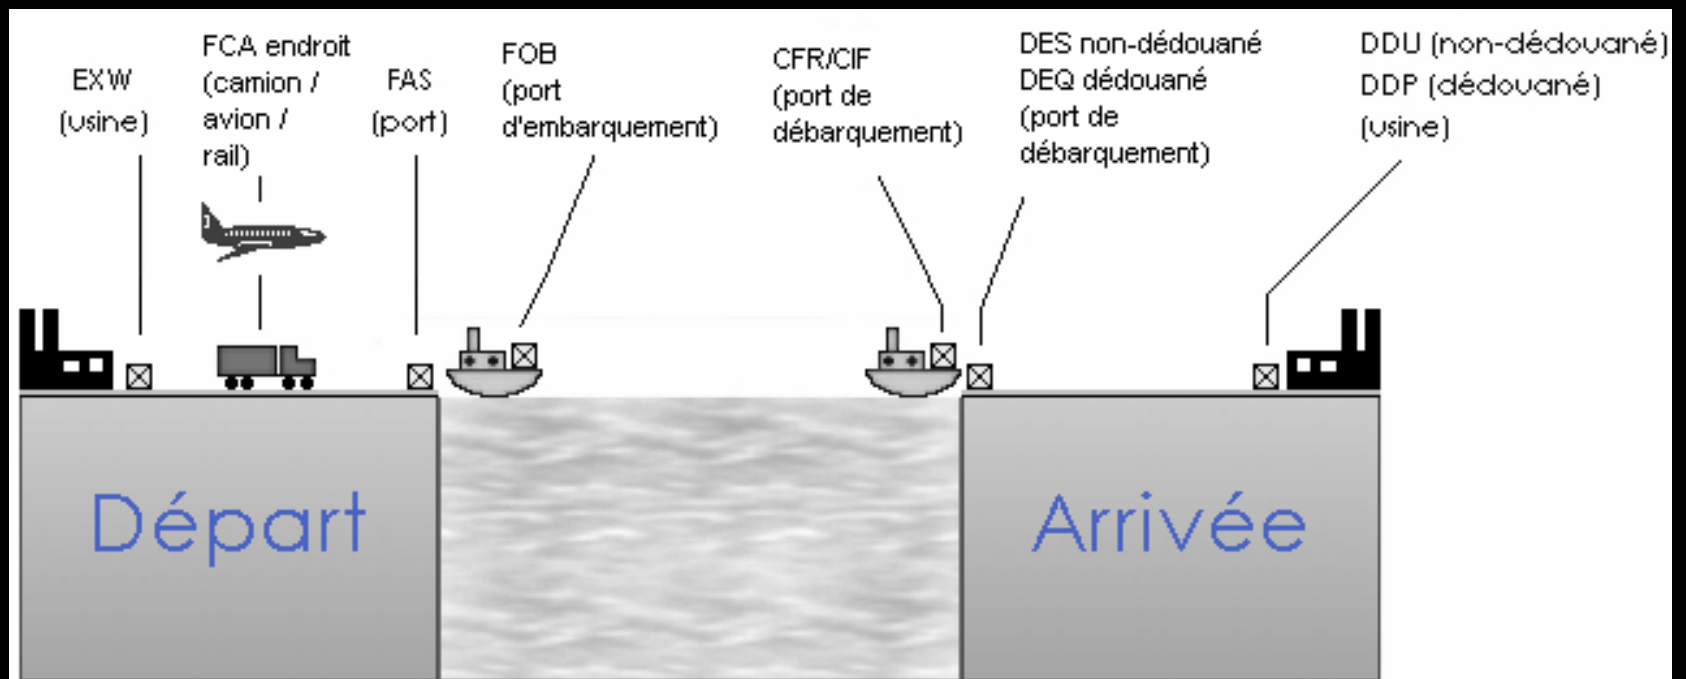 EXW
(usine)
FCA endroit
(camion /
avion /
rail)
FAS
(port)
FOB
(port
d'embarquement)
CFR/CIF
(port de
débarquement)
DES non-dédouané
DEQ dédouané
(port de
débarquement)
DDU (non-dédouané)
DDP (dédouané)
(usine)
Départ
Arrivée